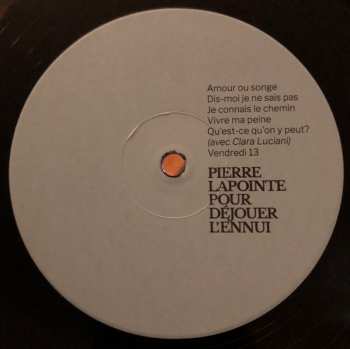 Amour ou songe
Dis-moi je ne sais pas
Je connais le chemin
Vivre ma peine
Qu'est-ce qu'on y peut?
(avec Clara Luciani)
Vendredi 13
PIERRE
LAPOINTE
POUR
DÉJOUER
L'ENNUI